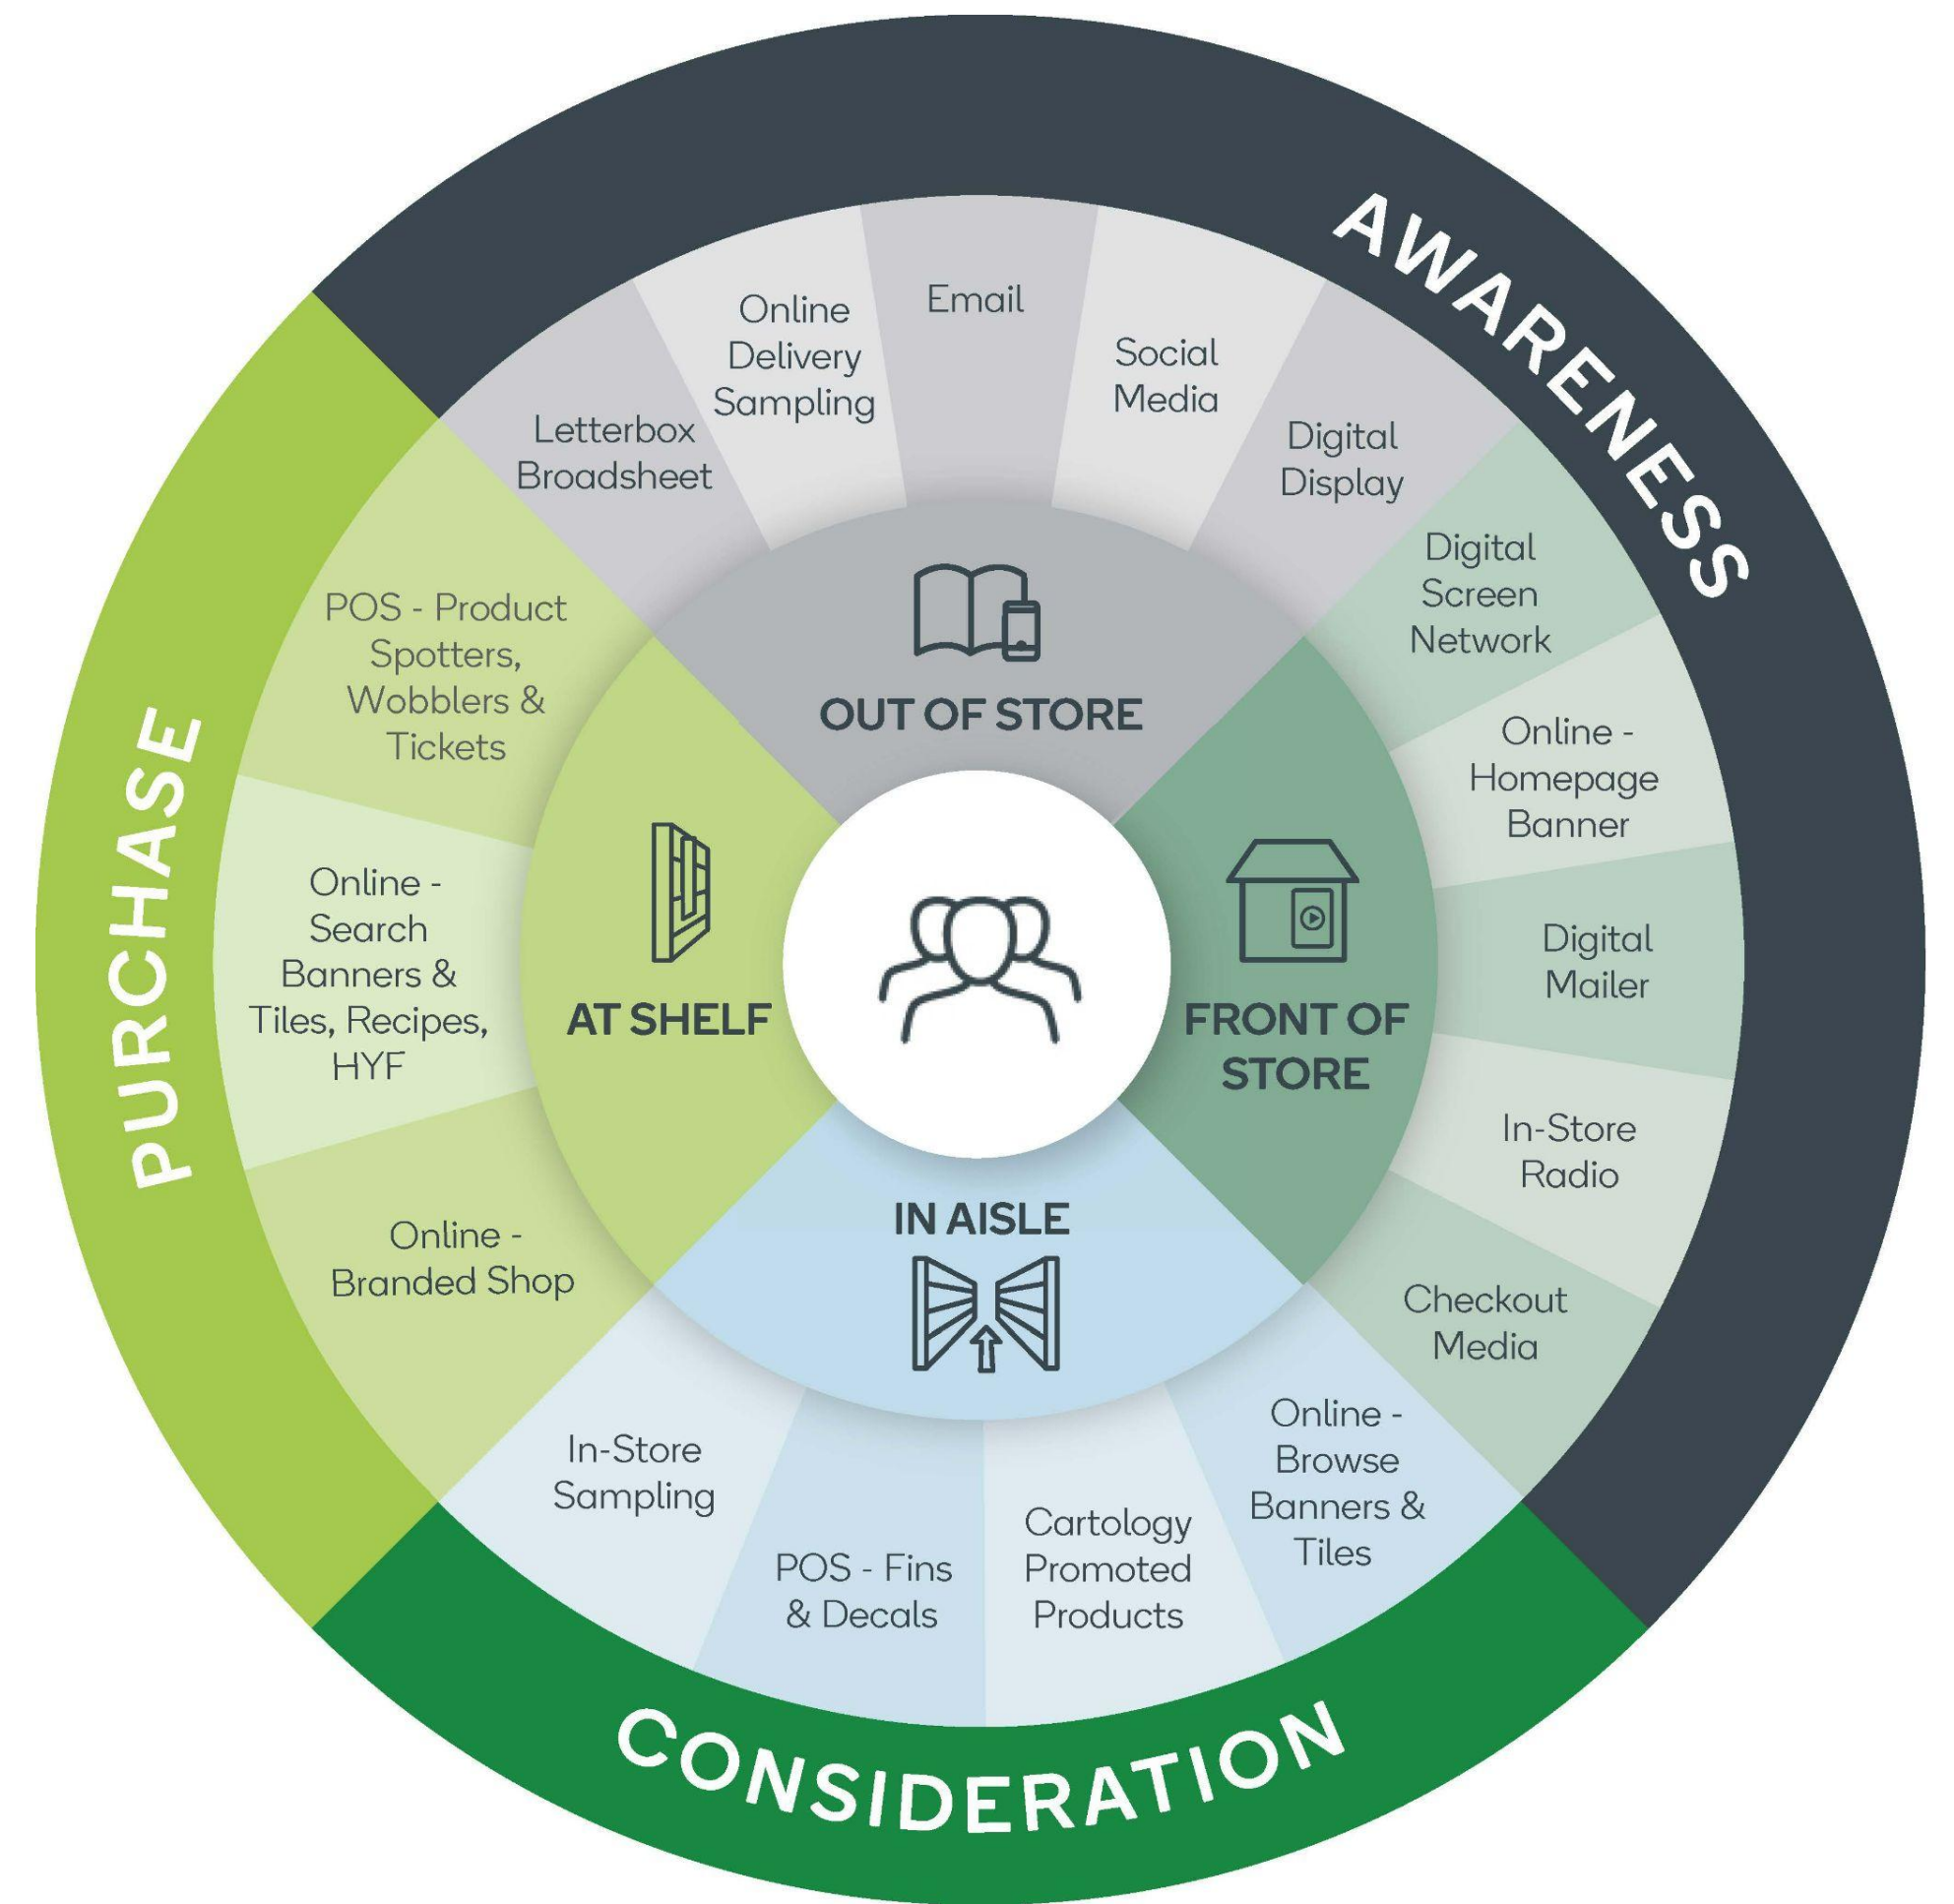 AWARENESS
Letterbox
Broadsheet
Online
Delivery
Sampling
Email
Social
Media
Digital
Display
OUT OF STORE
Digital
Screen
Network
Online -
Homepage
Banner
Digital
Mailer
In-Store
Radio
Checkout
Media
FRONT OF
STORE
CONSIDERATION
Online -
Browse
Banners &
Tiles
Cartology
Promoted
Products
POS - Fins
& Decals
In-Store
Sampling
IN AISLE
PURCHASE
Online -
Branded Shop
Online -
Search
Banners &
Tiles, Recipes,
HYF
POS - Product
Spotters,
Wobblers &
Tickets
AT SHELF